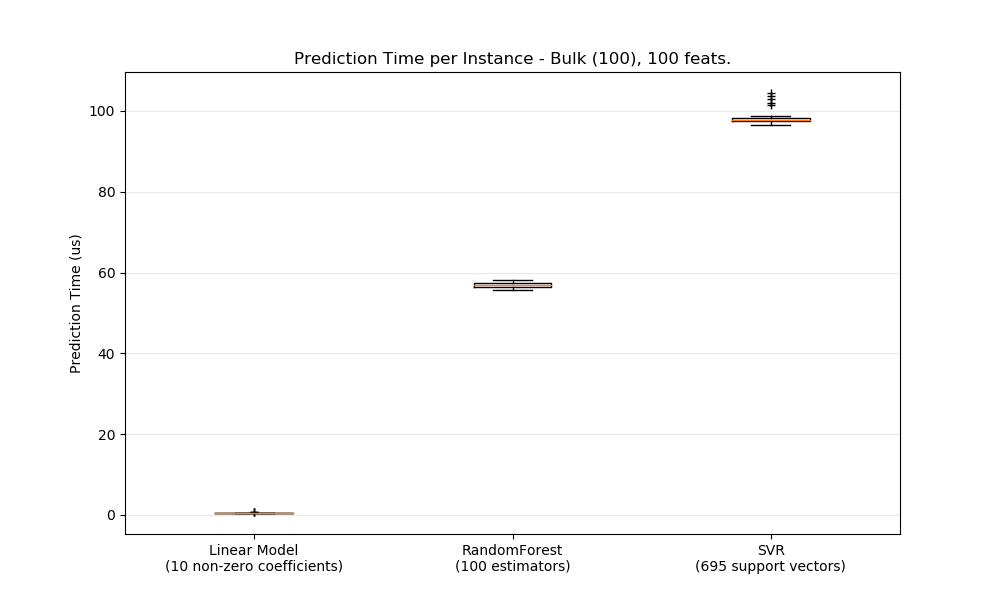 Prediction Time per Instance - Bulk (100), 100 feats.
Prediction Time (us)
100
80
60
40
20
0
Linear Model
(10 non-zero coefficients)
RandomForest
(100 estimators)
SVR
(695 support vectors)